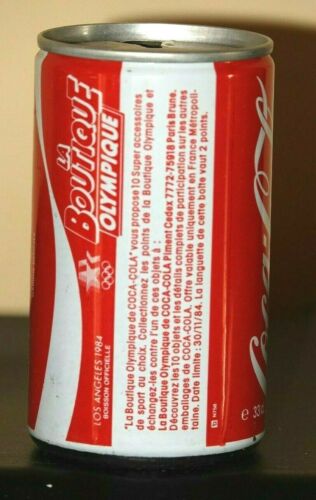 LA
BOUTIQUE
OLYMPIQUE
LOS ANGELES 1984
BOISSON OFFICIELLE
"La Boutique Olympique de COCA-COLA" vous propose 10 Super accessoires
de sport au choix. Collectionnez les points de la Boutique Olympique et
échangez-les contre l'un de ces objets à :
La Boutique Olympique de COCA-COLA Piment Cedex 7772-75918 Paris Brune.
Découvrez les 10 objets et les détails complets de participation sur les autres
emballages de COCA-COLA. Offre valable uniquement en France Métropoli-
taine. Date limite : 30/11/84. La languette de cette boîte vaut 2 points.
e 33 c